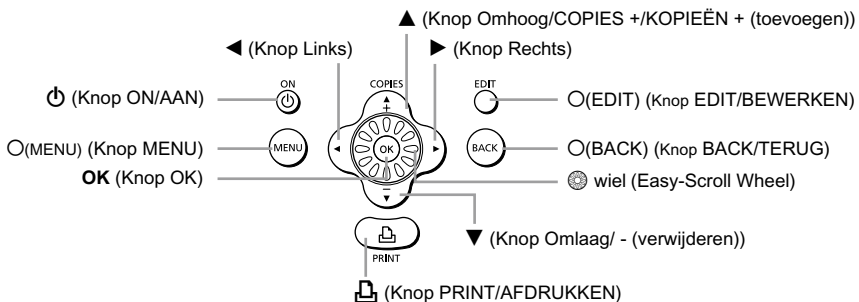 ▲ (Knop Omhoog/COPIES +/KOPIEËN + (toevoegen))
◀ (Knop Links)
▶ (Knop Rechts)
ON
COPIES
EDIT
(Knop ON/AAN)
+
(EDIT) (Knop EDIT/BEWERKEN)
(MENU) (Knop MENU)
MENU
OK
BACK
(BACK) (Knop BACK/TERUG)
OK (Knop OK)
wiel (Easy-Scroll Wheel)
–
▼ (Knop Omlaag/ - (verwijderen))
PRINT
(Knop PRINT/AFDRUKKEN)